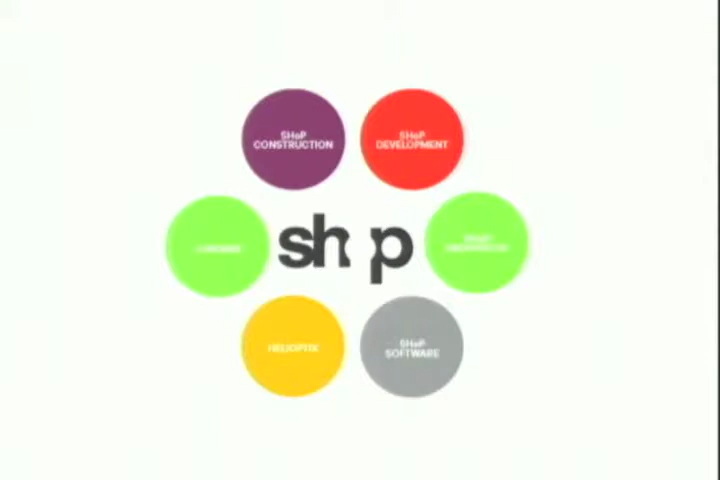 SHoP
CONSTRUCTION
SHoP
DEVELOPMENT
sh p
HELIOPTIX
SHoP
SOFTWARE